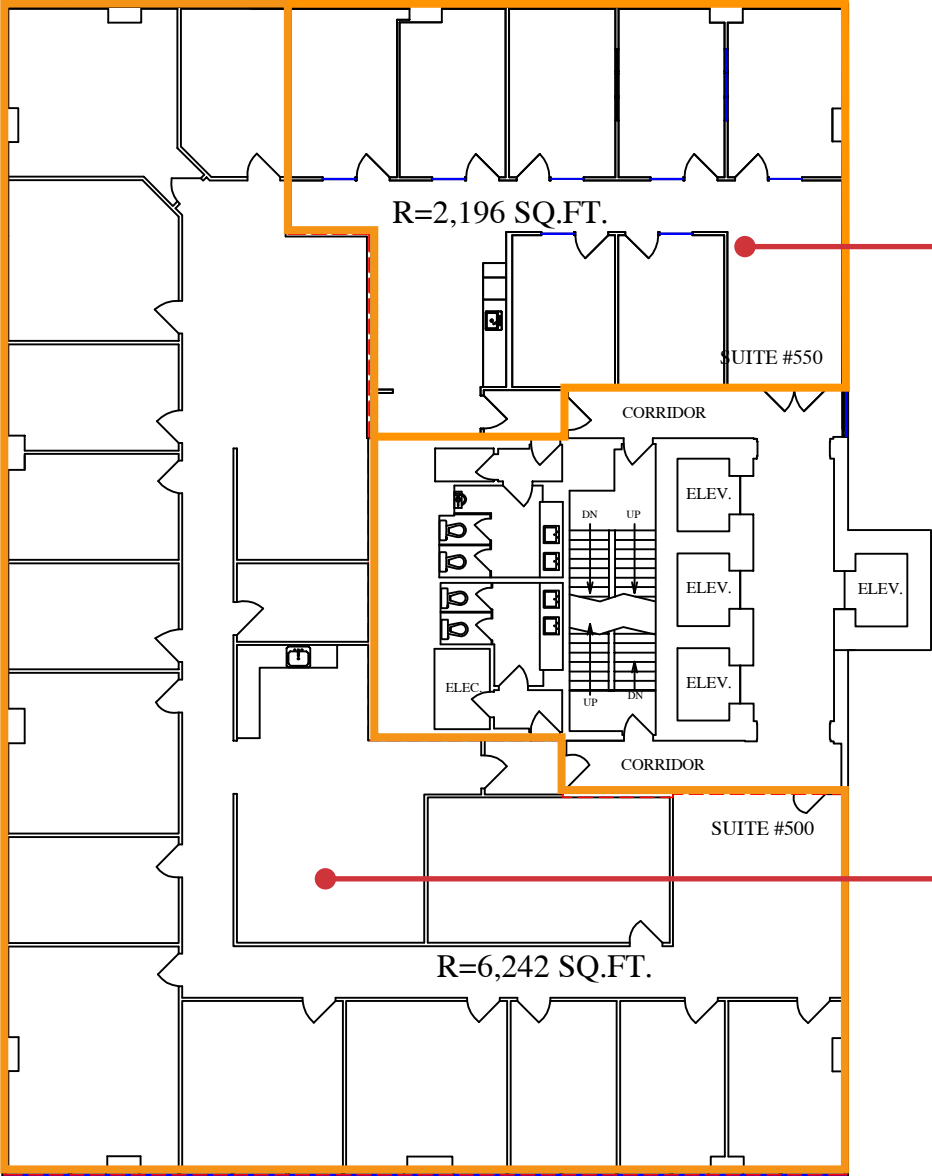 R=2,196 SQ.FT.
SUITE #550
CORRIDOR
ELEV.
DN
UP
ELEV.
ELEV.
ELEV.
ELEC.
UP
DN
CORRIDOR
SUITE #500
R=6,242 SQ.FT.